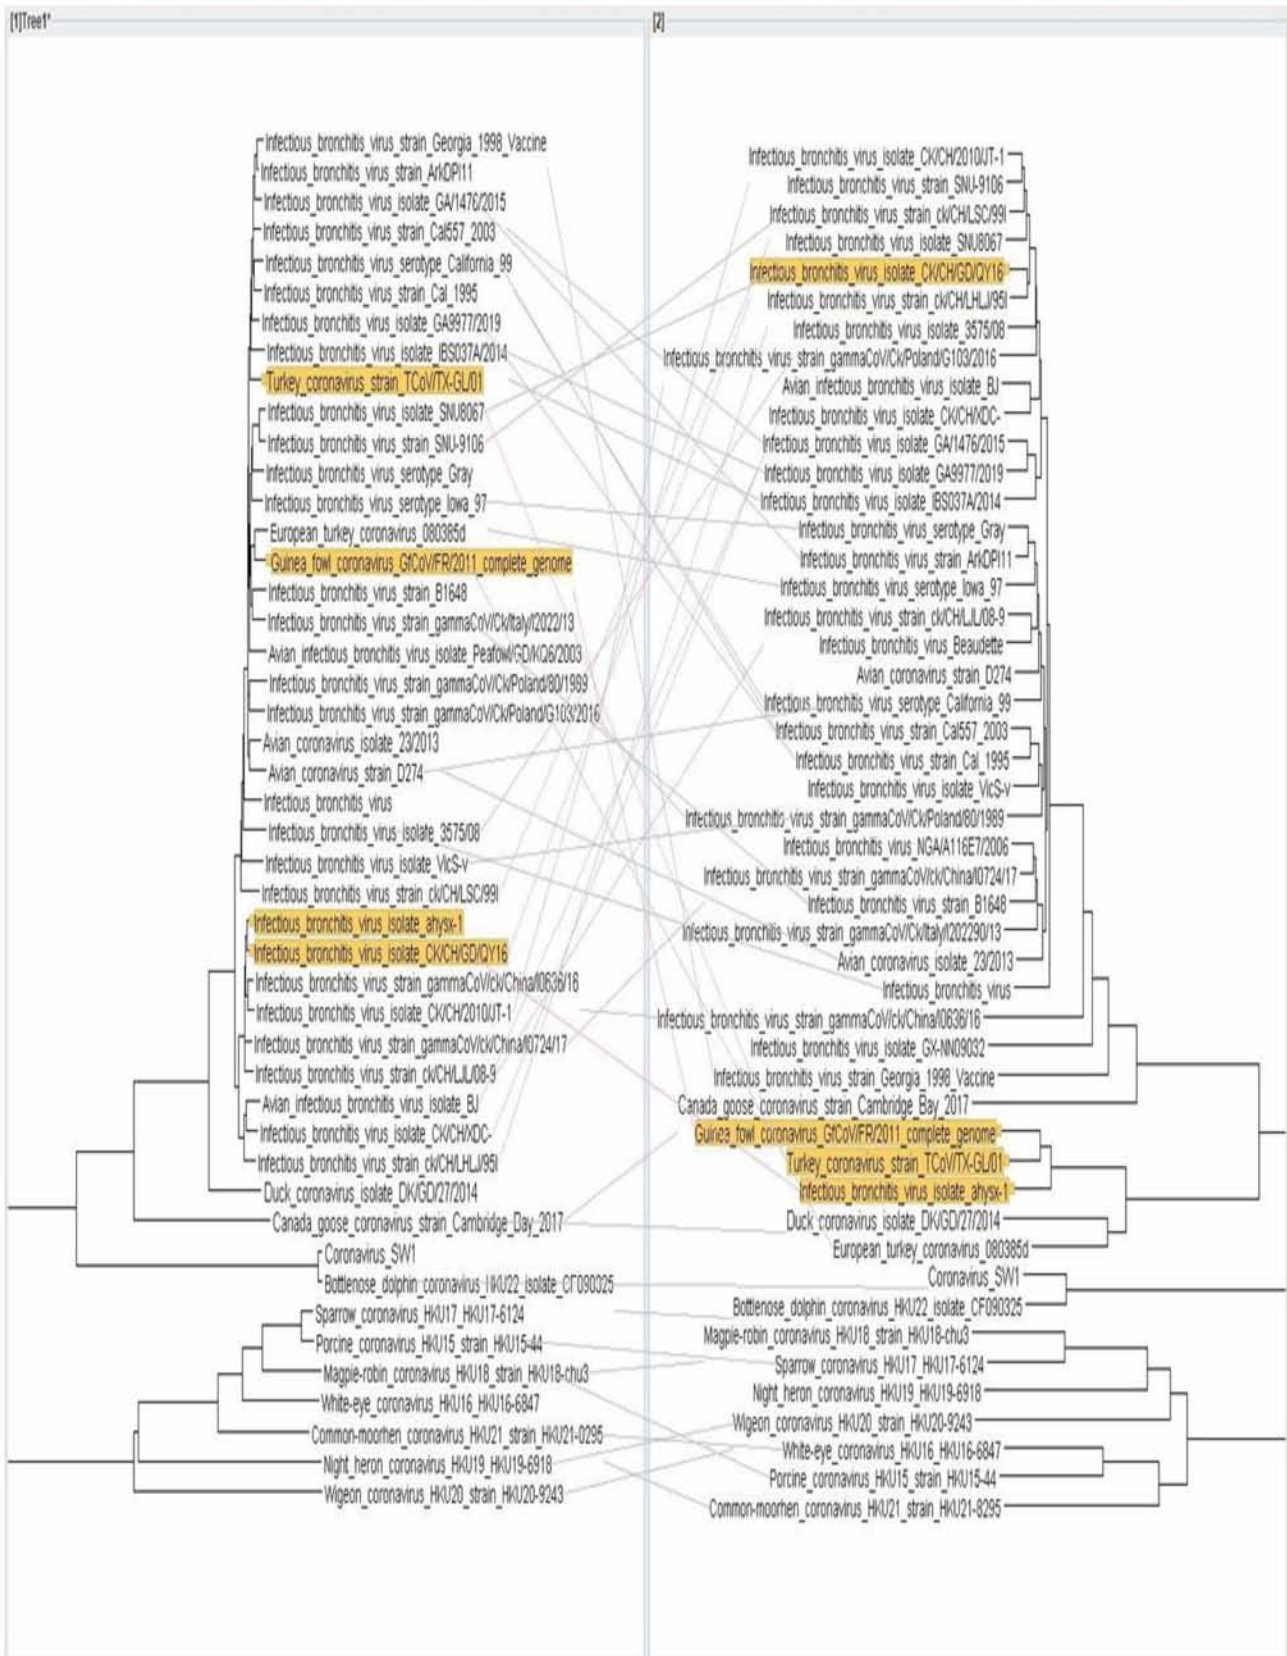 [1]Tree1*
Infectious_bronchitis_virus_strain_Georgia_1998_Vaccine
Infectious_bronchitis_virus_strain_ArkDPI11
Infectious_bronchitis_virus_isolate_GA/1476/2015
Infectious_bronchitis_virus_strain_Cal557_2003
Infectious_bronchitis_virus_serotype_California_99
Infectious_bronchitis_virus_strain_Cal_1995
Infectious_bronchitis_virus_isolate_GA9977/2019
Infectious_bronchitis_virus_isolate_IBS037A/2014
Turkey_coronavirus_strain_TCoV/TX-GL/01
Infectious_bronchitis_virus_isolate_SNU8067
Infectious_bronchitis_virus_strain_SNU-9106
Infectious_bronchitis_virus_serotype_Gray
Infectious_bronchitis_virus_serotype_Iowa_97
European_turkey_coronavirus_080385d
Guinea_fowl_coronavirus_GfCoV/FR/2011_complete_genome
Infectious_bronchitis_virus_strain_B1648
Infectious_bronchitis_virus_strain_gammaCoV/Ck/Italy/I2022/13
Avian_infectious_bronchitis_virus_isolate_Peafowl/GD/KQ6/2003
Infectious_bronchitis_virus_strain_gammaCoV/Ck/Poland/80/1989
Infectious_bronchitis_virus_strain_gammaCoV/Ck/Poland/G103/2016
Avian_coronavirus_isolate_23/2013
Avian_coronavirus_strain_D274
Infectious_bronchitis_virus
Infectious_bronchitis_virus_isolate_3575/08
Infectious_bronchitis_virus_isolate_VicS-v
Infectious_bronchitis_virus_strain_ck/CH/LSC/99I
Infectious_bronchitis_virus_isolate_ahysx-1
Infectious_bronchitis_virus_isolate_CK/CH/GD/QY16
Infectious_bronchitis_virus_strain_gammaCoV/ck/China/I0636/16
Infectious_bronchitis_virus_isolate_CK/CH/2010/JT-1
Infectious_bronchitis_virus_strain_gammaCoV/ck/China/I0724/17
Infectious_bronchitis_virus_strain_ck/CH/LJL/08-9
Avian_infectious_bronchitis_virus_isolate_BJ
Infectious_bronchitis_virus_isolate_CK/CH/XDC-
Infectious_bronchitis_virus_strain_ck/CH/LHLJ/95I
Duck_coronavirus_isolate_DK/GD/27/2014
Canada_goose_coronavirus_strain_Cambridge_Day_2017
Coronavirus_SW1
Bottlenose_dolphin_coronavirus_HKU22_isolate_CF090325
Sparrow_coronavirus_HKU17_HKU17-6124
Porcine_coronavirus_HKU15_strain_HKU15-44
Magpie-robin_coronavirus_HKU18_strain_HKU18-chu3
White-eye_coronavirus_HKU16_HKU16-6847
Common-moorhen_coronavirus_HKU21_strain_HKU21-0295
Night_heron_coronavirus_HKU19_HKU19-6918
Wigeon_coronavirus_HKU20_strain_HKU20-9243
[2]
Infectious_bronchitis_virus_isolate_CK/CH/2010/JT-1
Infectious_bronchitis_virus_strain_SNU-9106
Infectious_bronchitis_virus_strain_ck/CH/LSC/99I
Infectious_bronchitis_virus_isolate_SNU8067
Infectious_bronchitis_virus_isolate_CK/CH/GD/QY16
Infectious_bronchitis_virus_strain_ck/CH/LHLJ/95I
Infectious_bronchitis_virus_isolate_3575/08
Infectious_bronchitis_virus_strain_gammaCoV/Ck/Poland/G103/2016
Avian_infectious_bronchitis_virus_isolate_BJ
Infectious_bronchitis_virus_isolate_CK/CH/XDC-
Infectious_bronchitis_virus_isolate_GA/1476/2015
Infectious_bronchitis_virus_isolate_GA9977/2019
Infectious_bronchitis_virus_isolate_IBS037A/2014
Infectious_bronchitis_virus_serotype_Gray
Infectious_bronchitis_virus_strain_ArkDPI11
Infectious_bronchitis_virus_serotype_Iowa_97
Infectious_bronchitis_virus_strain_ck/CH/LJL/08-9
Infectious_bronchitis_virus_Beaudette
Avian_coronavirus_strain_D274
Infectious_bronchitis_virus_serotype_California_99
Infectious_bronchitis_virus_strain_Cal557_2003
Infectious_bronchitis_virus_strain_Cal_1995
Infectious_bronchitis_virus_isolate_VicS-v
Infectious_bronchitis_virus_strain_gammaCoV/Ck/Poland/80/1989
Infectious_bronchitis_virus_NGA/A116E7/2006
Infectious_bronchitis_virus_strain_gammaCoV/ck/China/I0724/17
Infectious_bronchitis_virus_strain_B1648
Infectious_bronchitis_virus_strain_gammaCoV/Ck/Italy/I202290/13
Avian_coronavirus_isolate_23/2013
Infectious_bronchitis_virus
Infectious_bronchitis_virus_strain_gammaCoV/ck/China/I0636/16
Infectious_bronchitis_virus_isolate_GX-NN09032
Infectious_bronchitis_virus_strain_Georgia_1998_Vaccine
Canada_goose_coronavirus_strain_Cambridge_Bay_2017
Guinea_fowl_coronavirus_GfCoV/FR/2011_complete_genome
Turkey_coronavirus_strain_TCoV/TX-GL/01
Infectious_bronchitis_virus_isolate_ahysx-1
Duck_coronavirus_isolate_DK/GD/27/2014
European_turkey_coronavirus_080385d
Coronavirus_SW1
Bottlenose_dolphin_coronavirus_HKU22_isolate_CF090325
Magpie-robin_coronavirus_HKU18_strain_HKU18-chu3
Sparrow_coronavirus_HKU17_HKU17-6124
Night_heron_coronavirus_HKU19_HKU19-6918
Wigeon_coronavirus_HKU20_strain_HKU20-9243
White-eye_coronavirus_HKU16_HKU16-6847
Porcine_coronavirus_HKU15_strain_HKU15-44
Common-moorhen_coronavirus_HKU21_strain_HKU21-8295